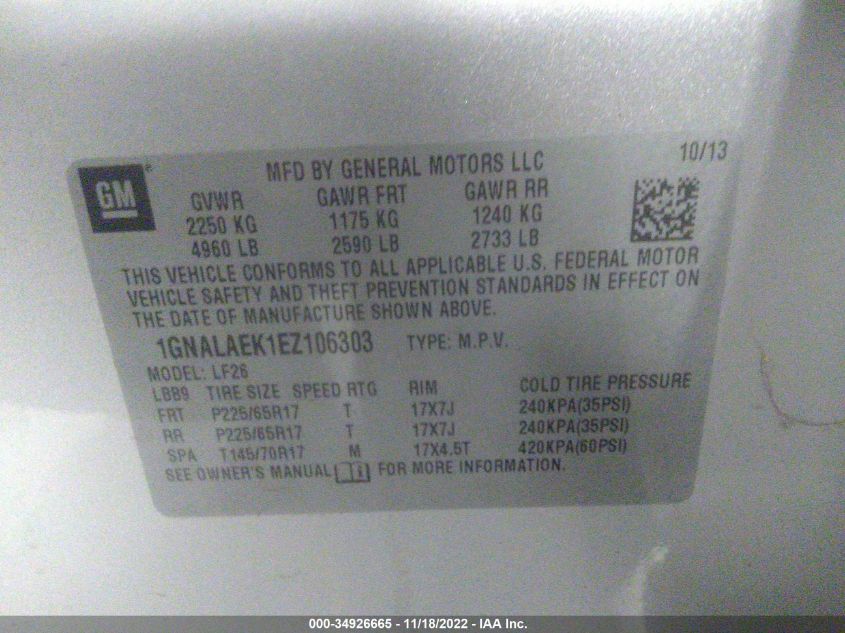 MFD BY GENERAL MOTORS LLC 10/13
GM
GVWR GAWR FRT GAWR RR
2250 KG 1175 KG 1240 KG
4960 LB 2590 LB 2733 LB
THIS VEHICLE CONFORMS TO ALL APPLICABLE U.S. FEDERAL MOTOR
VEHICLE SAFETY AND THEFT PREVENTION STANDARDS IN EFFECT ON
THE DATE OF MANUFACTURE SHOWN ABOVE.
1GNALAEK1EZ106303 TYPE: M.P.V.
MODEL: LF26
LBB9 TIRE SIZE SPEED RTG RIM COLD TIRE PRESSURE
FRT P225/65R17 T 17X7J 240KPA(35PSI)
RR P225/65R17 T 17X7J 240KPA(35PSI)
SPA T145/70R17 M 17X4.5T 420KPA(60PSI)
SEE OWNER'S MANUAL FOR MORE INFORMATION.
000-34926665 - 11/18/2022 - IAA Inc.